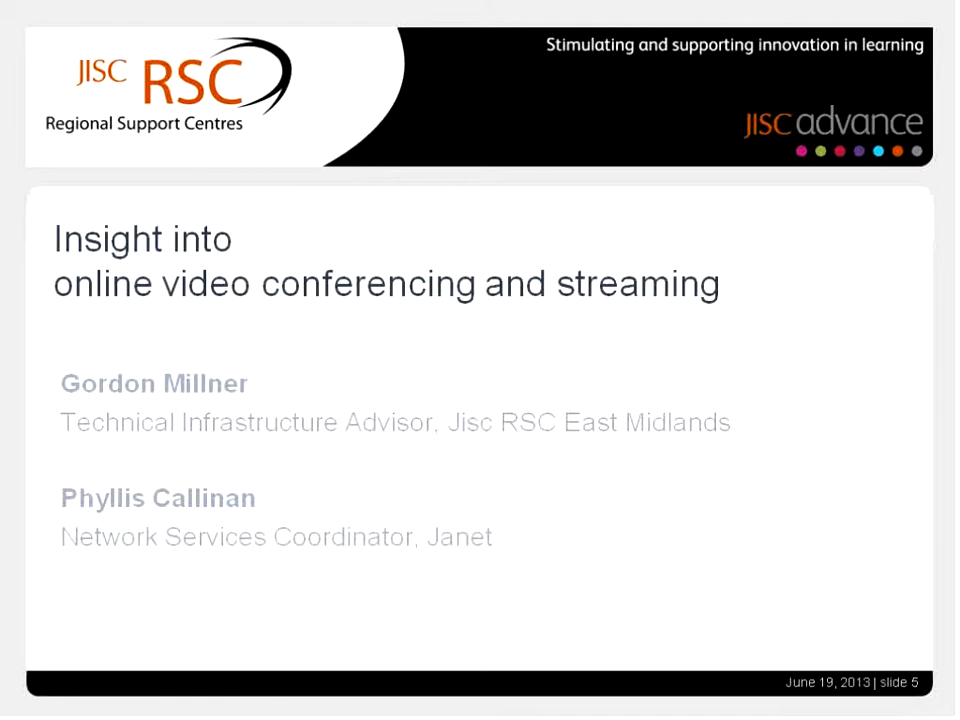 Stimulating and supporting innovation in learning
JISC RSC
Regional Support Centres
JISC advance
Insight into
online video conferencing and streaming
Gordon Millner
Technical Infrastructure Advisor, Jisc RSC East Midlands
Phyllis Callinan
Network Services Coordinator, Janet
June 19, 2013 | slide 5